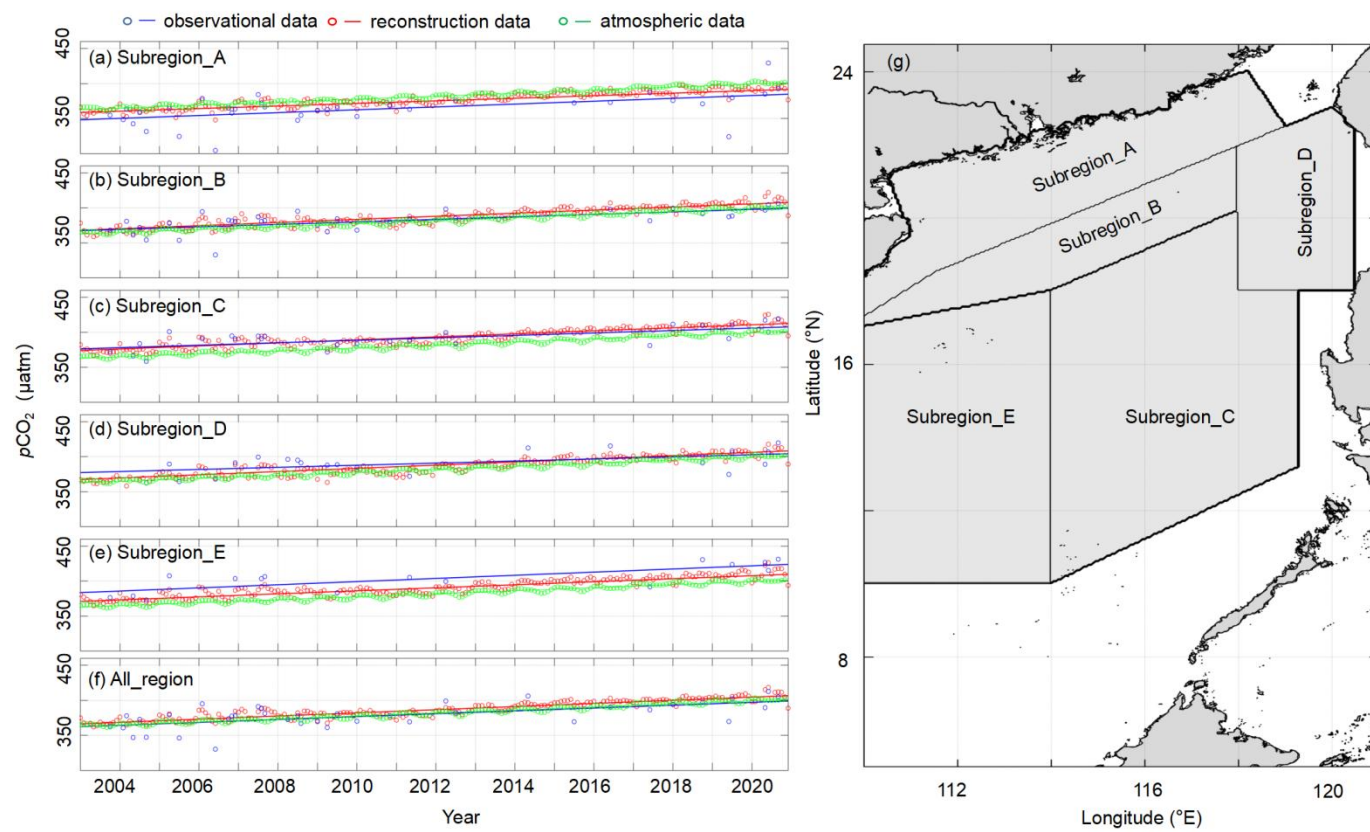 observational data reconstruction data atmospheric data
450
(a) Subregion_A
350
450
(b) Subregion_B
350
450
(c) Subregion_C
350
450
(d) Subregion_D
350
450
(e) Subregion_E
350
450
(f) All_region
350
pCO₂ (μatm)
2004 2006 2008 2010 2012 2014 2016 2018 2020
Year
(g)
24
16
8
Latitude (°N)
Subregion_A
Subregion_B
Subregion_D
Subregion_E
Subregion_C
112 116 118 120
Longitude (°E)